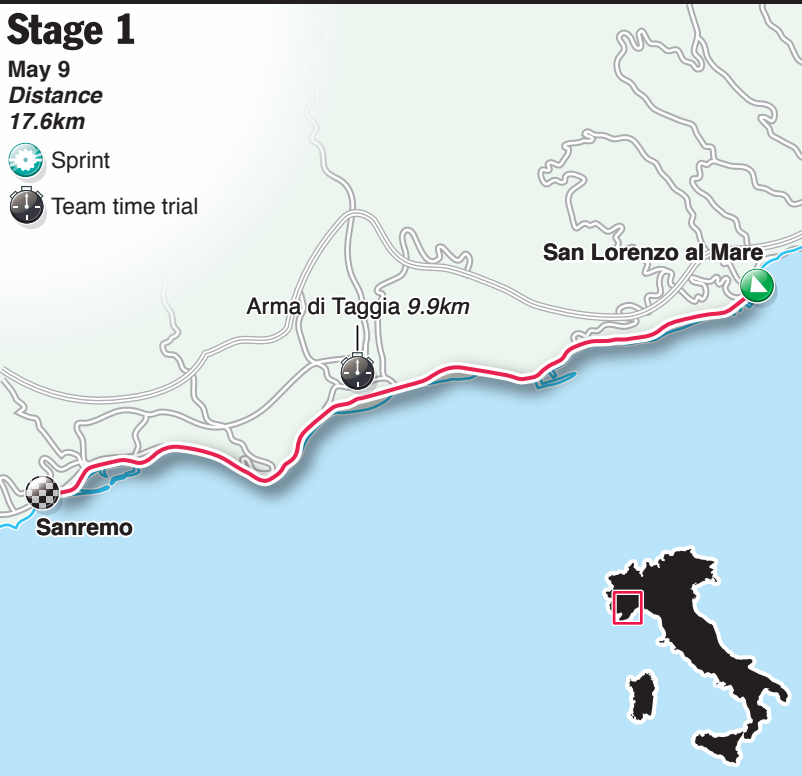 Stage 1
May 9
Distance
17.6km
Sprint
Team time trial
San Lorenzo al Mare
Arma di Taggia 9.9km
Sanremo